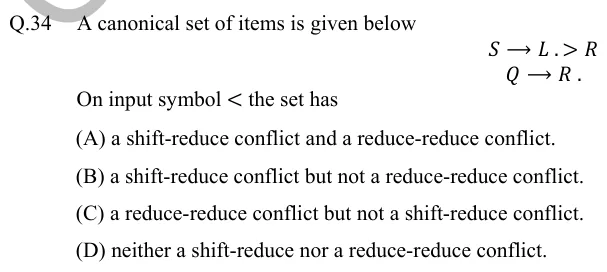 Q.34 A canonical set of items is given below
S → L . > R
Q → R .
On input symbol < the set has
(A) a shift-reduce conflict and a reduce-reduce conflict.
(B) a shift-reduce conflict but not a reduce-reduce conflict.
(C) a reduce-reduce conflict but not a shift-reduce conflict.
(D) neither a shift-reduce nor a reduce-reduce conflict.